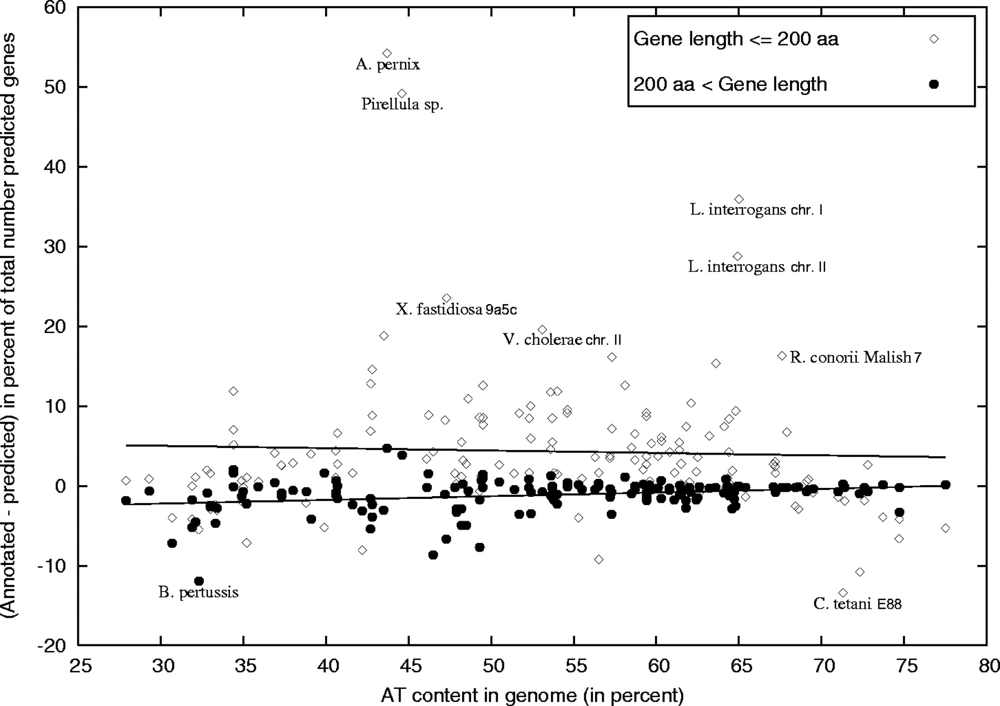 (Annotated - predicted) in percent of total number predicted genes
60
50
40
30
20
10
0
-10
-20
Gene length <= 200 aa
200 aa < Gene length
A. pernix
Pirellula sp.
L. interrogans chr. I
L. interrogans chr. II
X. fastidiosa 9a5c
V. cholerae chr. II
R. conorii Malish 7
B. pertussis
C. tetani E88
25 30 35 40 45 50 55 60 65 70 75 80
AT content in genome (in percent)